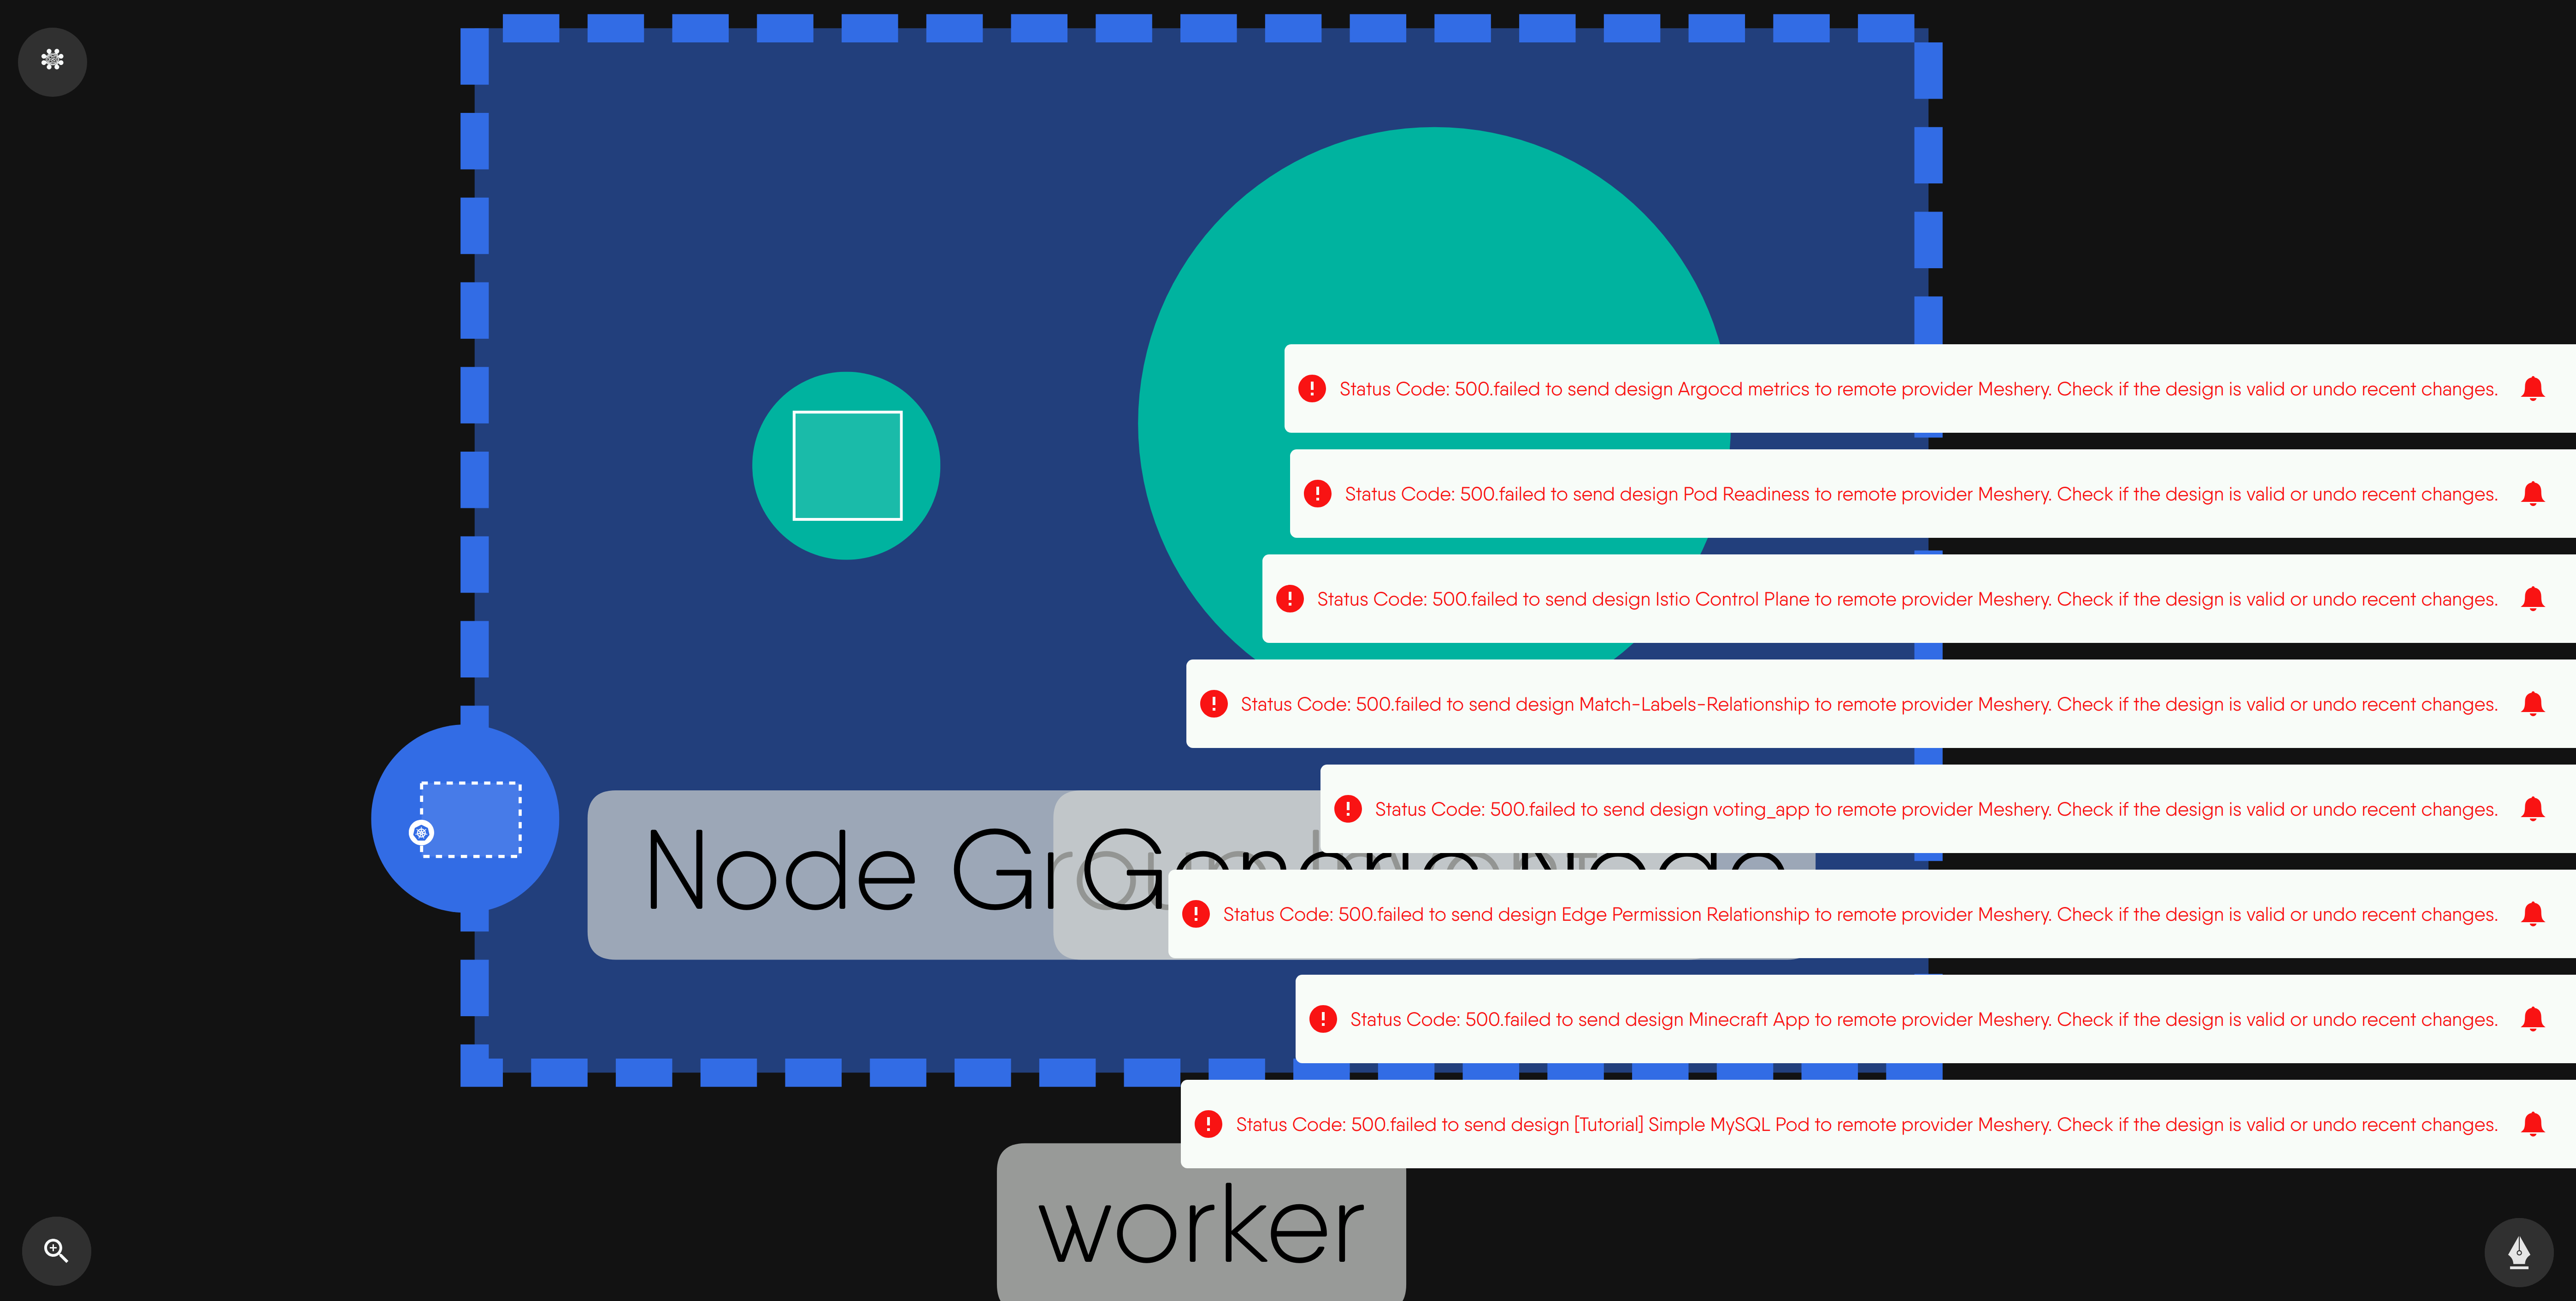 Status Code: 500.failed to send design Argocd metrics to remote provider Meshery. Check if the design is valid or undo recent changes.
Status Code: 500.failed to send design Pod Readiness to remote provider Meshery. Check if the design is valid or undo recent changes.
Status Code: 500.failed to send design Istio Control Plane to remote provider Meshery. Check if the design is valid or undo recent changes.
Status Code: 500.failed to send design Match-Labels-Relationship to remote provider Meshery. Check if the design is valid or undo recent changes.
Status Code: 500.failed to send design voting_app to remote provider Meshery. Check if the design is valid or undo recent changes.
Node
Status Code: 500.failed to send design Edge Permission Relationship to remote provider Meshery. Check if the design is valid or undo recent changes.
Status Code: 500.failed to send design Minecraft App to remote provider Meshery. Check if the design is valid or undo recent changes.
Status Code: 500.failed to send design [Tutorial] Simple MySQL Pod to remote provider Meshery. Check if the design is valid or undo recent changes.
worker